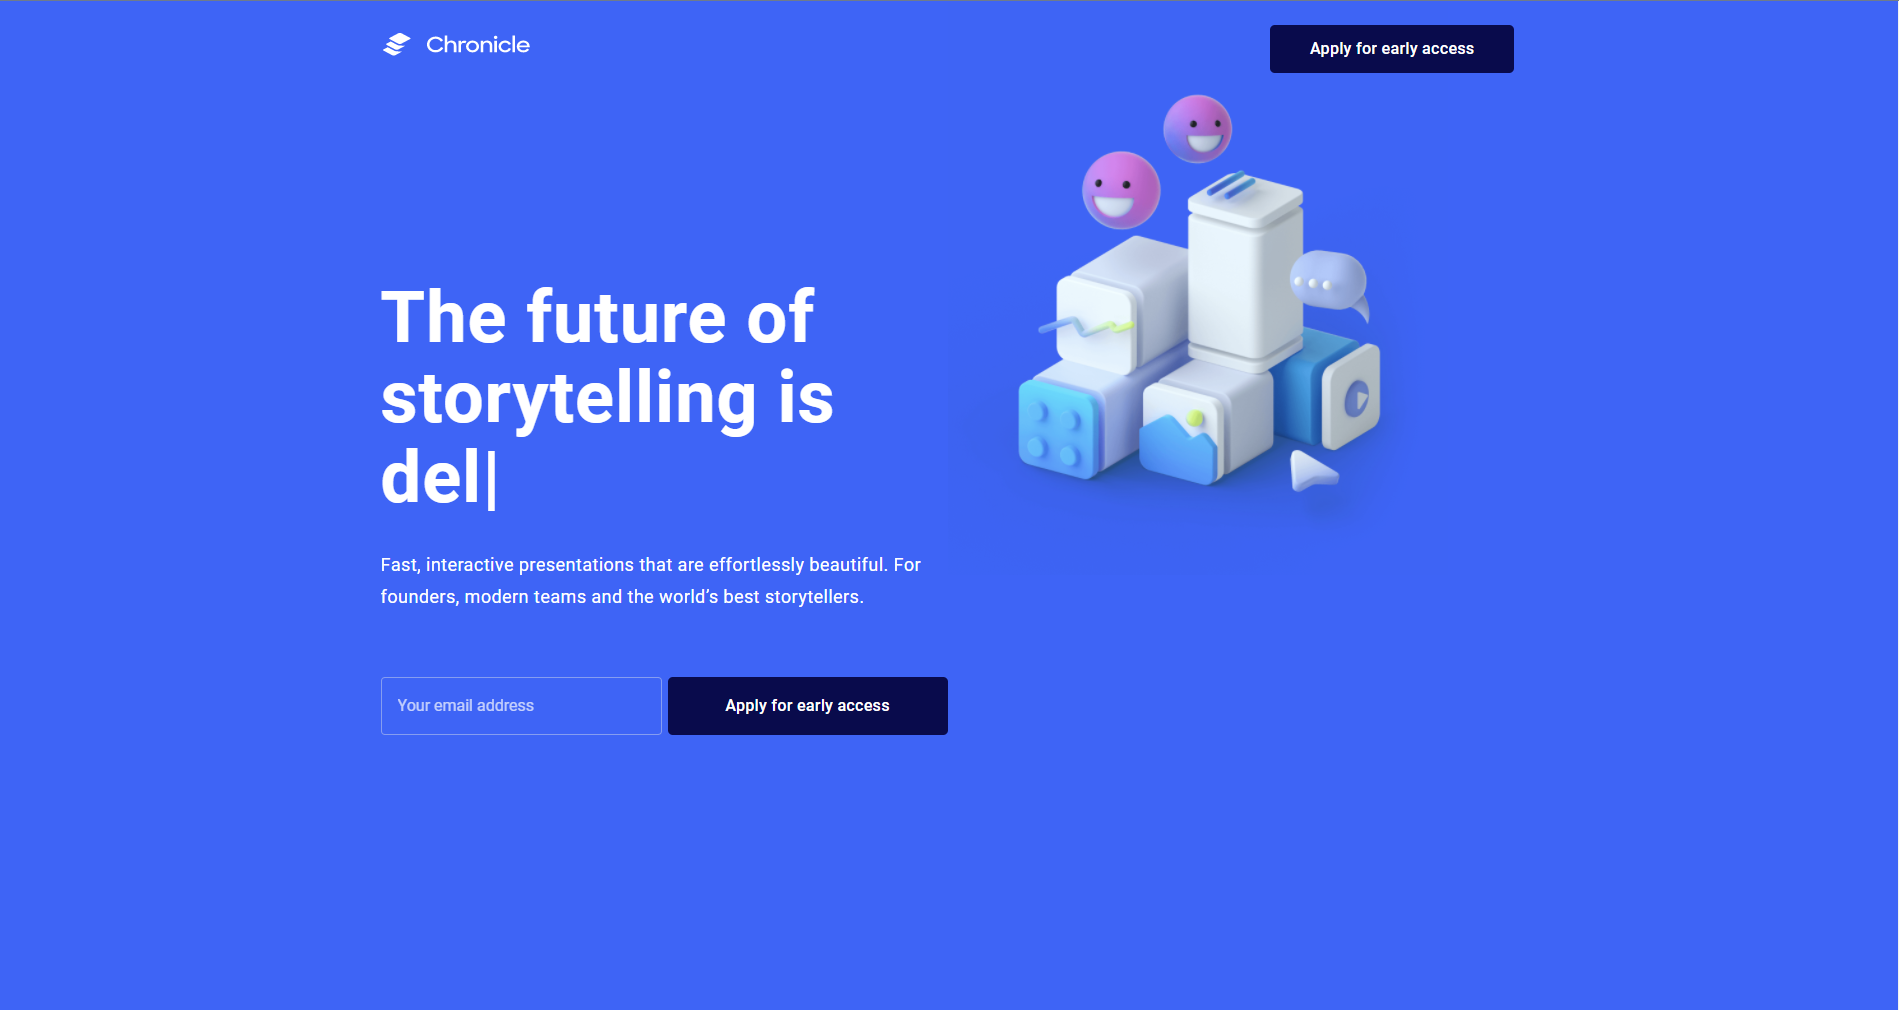 Chronicle
Apply for early access
The future of
storytelling is
del|
Fast, interactive presentations that are effortlessly beautiful. For
founders, modern teams and the world’s best storytellers.
Your email address
Apply for early access